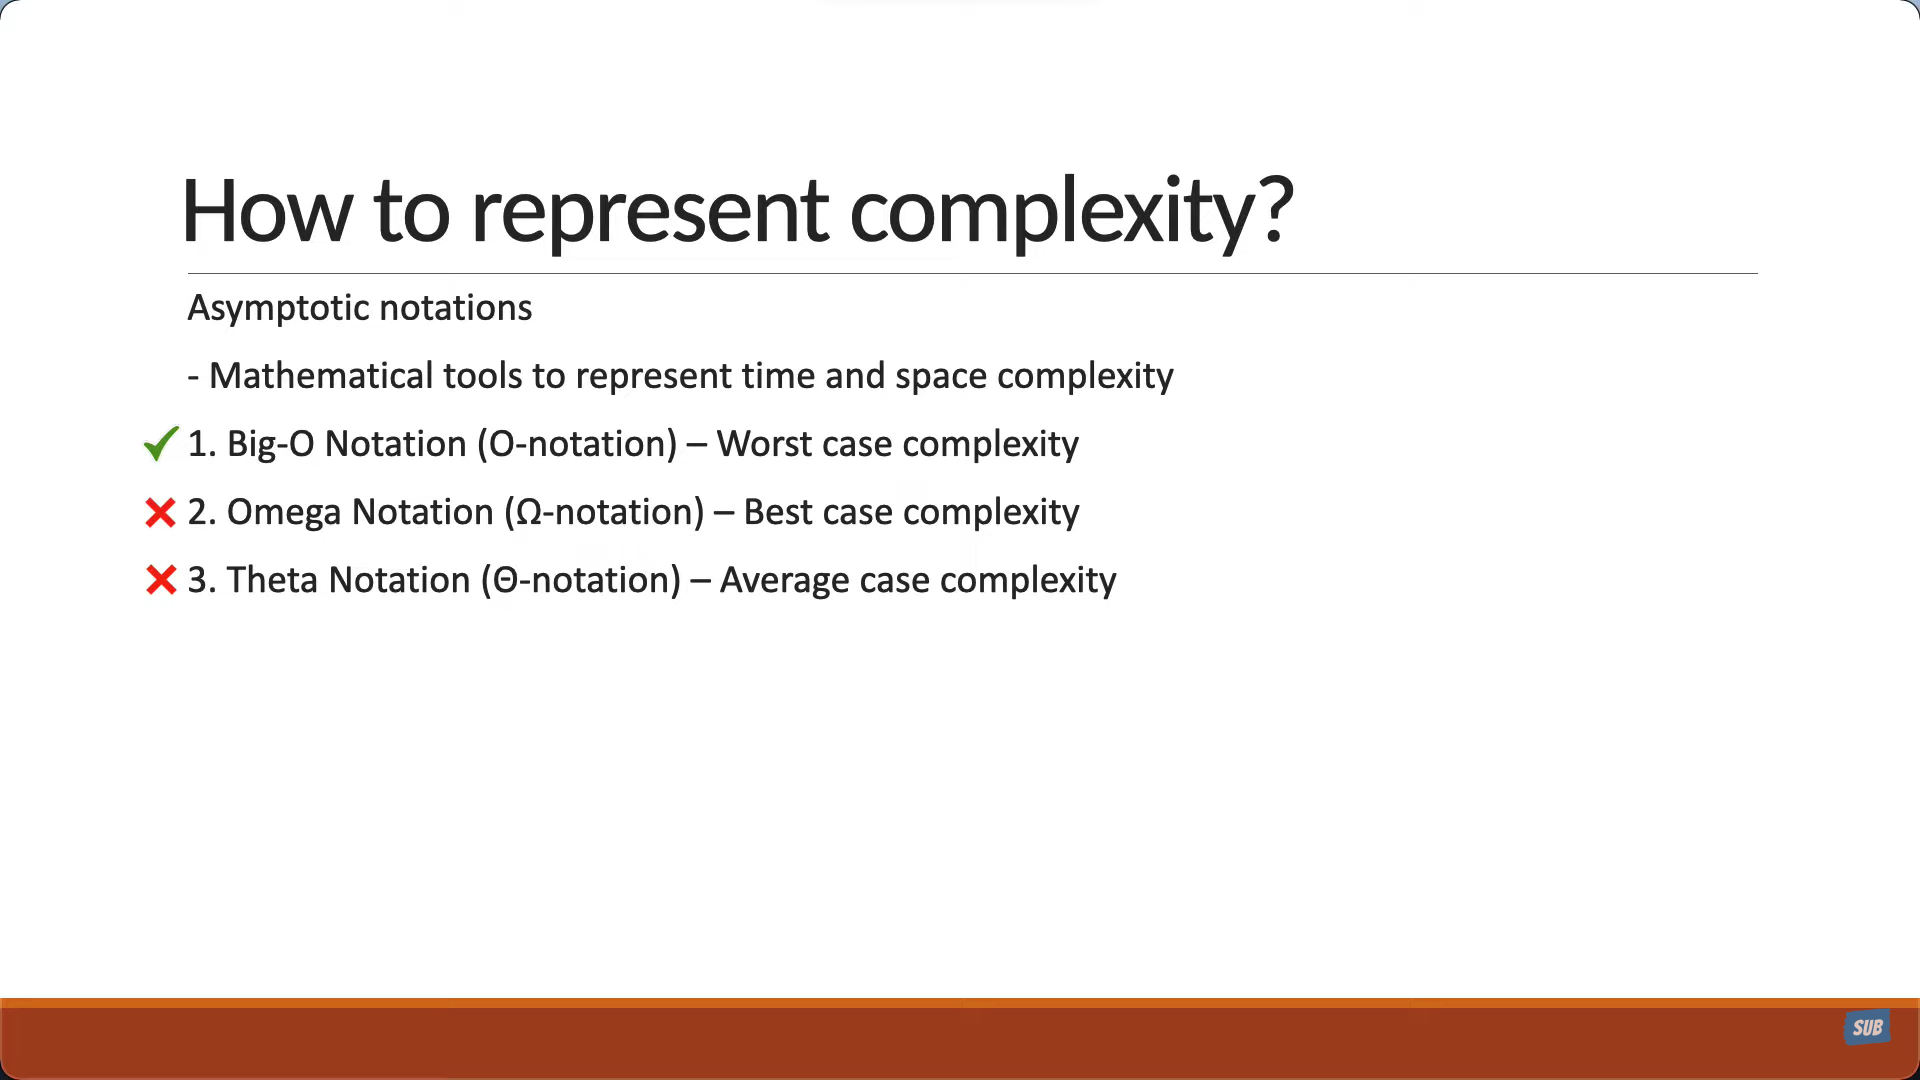 How to represent complexity?
Asymptotic notations
- Mathematical tools to represent time and space complexity
1. Big-O Notation (O-notation) – Worst case complexity
2. Omega Notation (Ω-notation) – Best case complexity
3. Theta Notation (Θ-notation) – Average case complexity
SUB